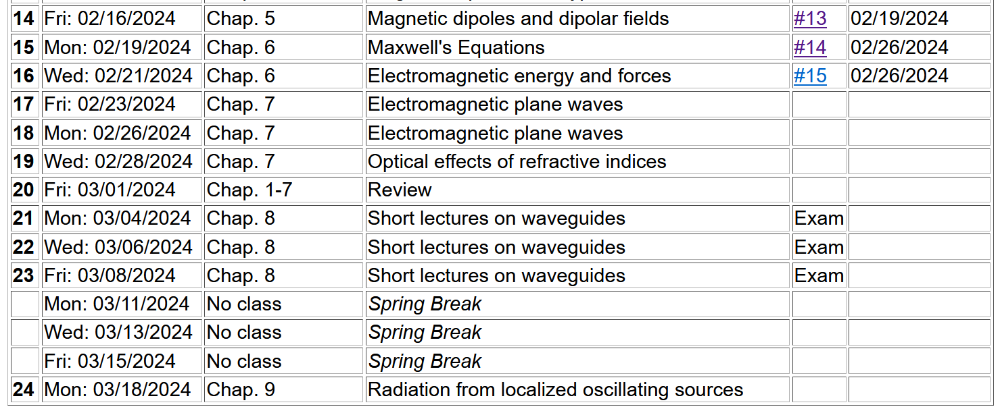 14 Fri: 02/16/2024 Chap. 5 Magnetic dipoles and dipolar fields #13 02/19/2024
15 Mon: 02/19/2024 Chap. 6 Maxwell's Equations #14 02/26/2024
16 Wed: 02/21/2024 Chap. 6 Electromagnetic energy and forces #15 02/26/2024
17 Fri: 02/23/2024 Chap. 7 Electromagnetic plane waves
18 Mon: 02/26/2024 Chap. 7 Electromagnetic plane waves
19 Wed: 02/28/2024 Chap. 7 Optical effects of refractive indices
20 Fri: 03/01/2024 Chap. 1-7 Review
21 Mon: 03/04/2024 Chap. 8 Short lectures on waveguides Exam
22 Wed: 03/06/2024 Chap. 8 Short lectures on waveguides Exam
23 Fri: 03/08/2024 Chap. 8 Short lectures on waveguides Exam
Mon: 03/11/2024 No class Spring Break
Wed: 03/13/2024 No class Spring Break
Fri: 03/15/2024 No class Spring Break
24 Mon: 03/18/2024 Chap. 9 Radiation from localized oscillating sources